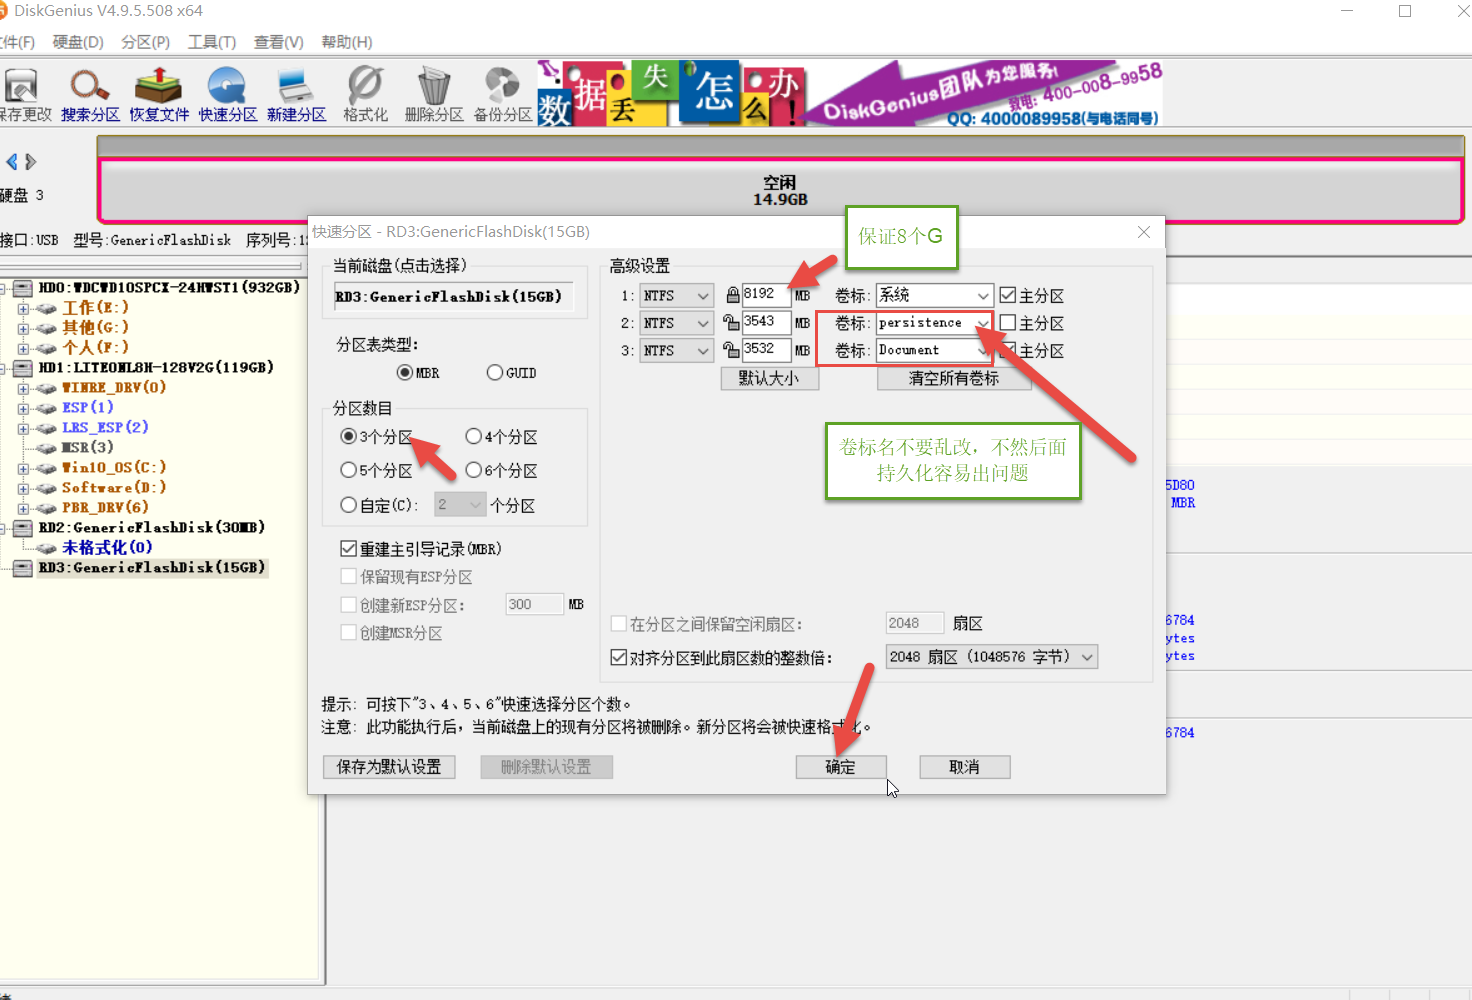 DiskGenius V4.9.5.508 x64
件(F) 硬盘(D) 分区(P) 工具(T) 查看(V) 帮助(H)
保存更改 搜索分区 恢复文件 快速分区 新建分区 格式化 删除分区 备份分区
数据丢失怎么办!
DiskGenius团队为您服务!
致电: 400-008-9958
QQ: 4000089958(与电话同号)
空闲
14.9GB
硬盘 3
接口:USB 型号:GenericFlashDisk 序列号:1
HD0:WDCWD10SPCX-24HWST1(932GB)
工作(E:)
其他(G:)
个人(F:)
HD1:LITEONL8H-128V2G(119GB)
WINRE_DRV(0)
ESP(1)
LRS_ESP(2)
MSR(3)
Win10_OS(C:)
Software(D:)
PBR_DRV(6)
RD2:GenericFlashDisk(30MB)
未格式化(0)
RD3:GenericFlashDisk(15GB)
快速分区 - RD3:GenericFlashDisk(15GB)
保证8个G
当前磁盘(点击选择)
RD3:GenericFlashDisk(15GB)
分区表类型:
MBR GUID
分区数目
3个分区 4个分区
5个分区 6个分区
自定(C): 2 个分区
重建主引导记录(MBR)
保留现有ESP分区
创建新ESP分区: 300 MB
创建MSR分区
高级设置
1: NTFS 8192 MB 卷标: 系统 主分区
2: NTFS 3543 MB 卷标: persistence 主分区
3: NTFS 3532 MB 卷标: Document 主分区
默认大小 清空所有卷标
卷标名不要乱改，不然后面
持久化容易出问题
在分区之间保留空闲扇区: 2048 扇区
对齐分区到此扇区数的整数倍: 2048 扇区 (1048576 字节)
提示: 可按下"3、4、5、6"快速选择分区个数。
注意: 此功能执行后，当前磁盘上的现有分区将被删除。新分区将会被快速格式化。
保存为默认设置 删除默认设置 确定 取消
5D80
MBR
6784
ytes
ytes
6784